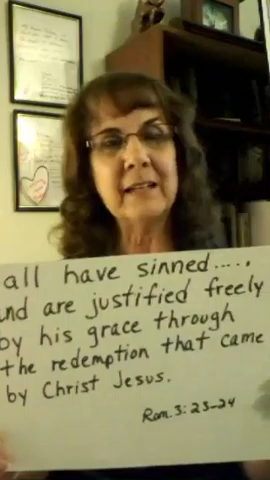 all have sinned.....
and are justified freely
by his grace through
the redemption that came
by Christ Jesus.
Rom. 3:23-24